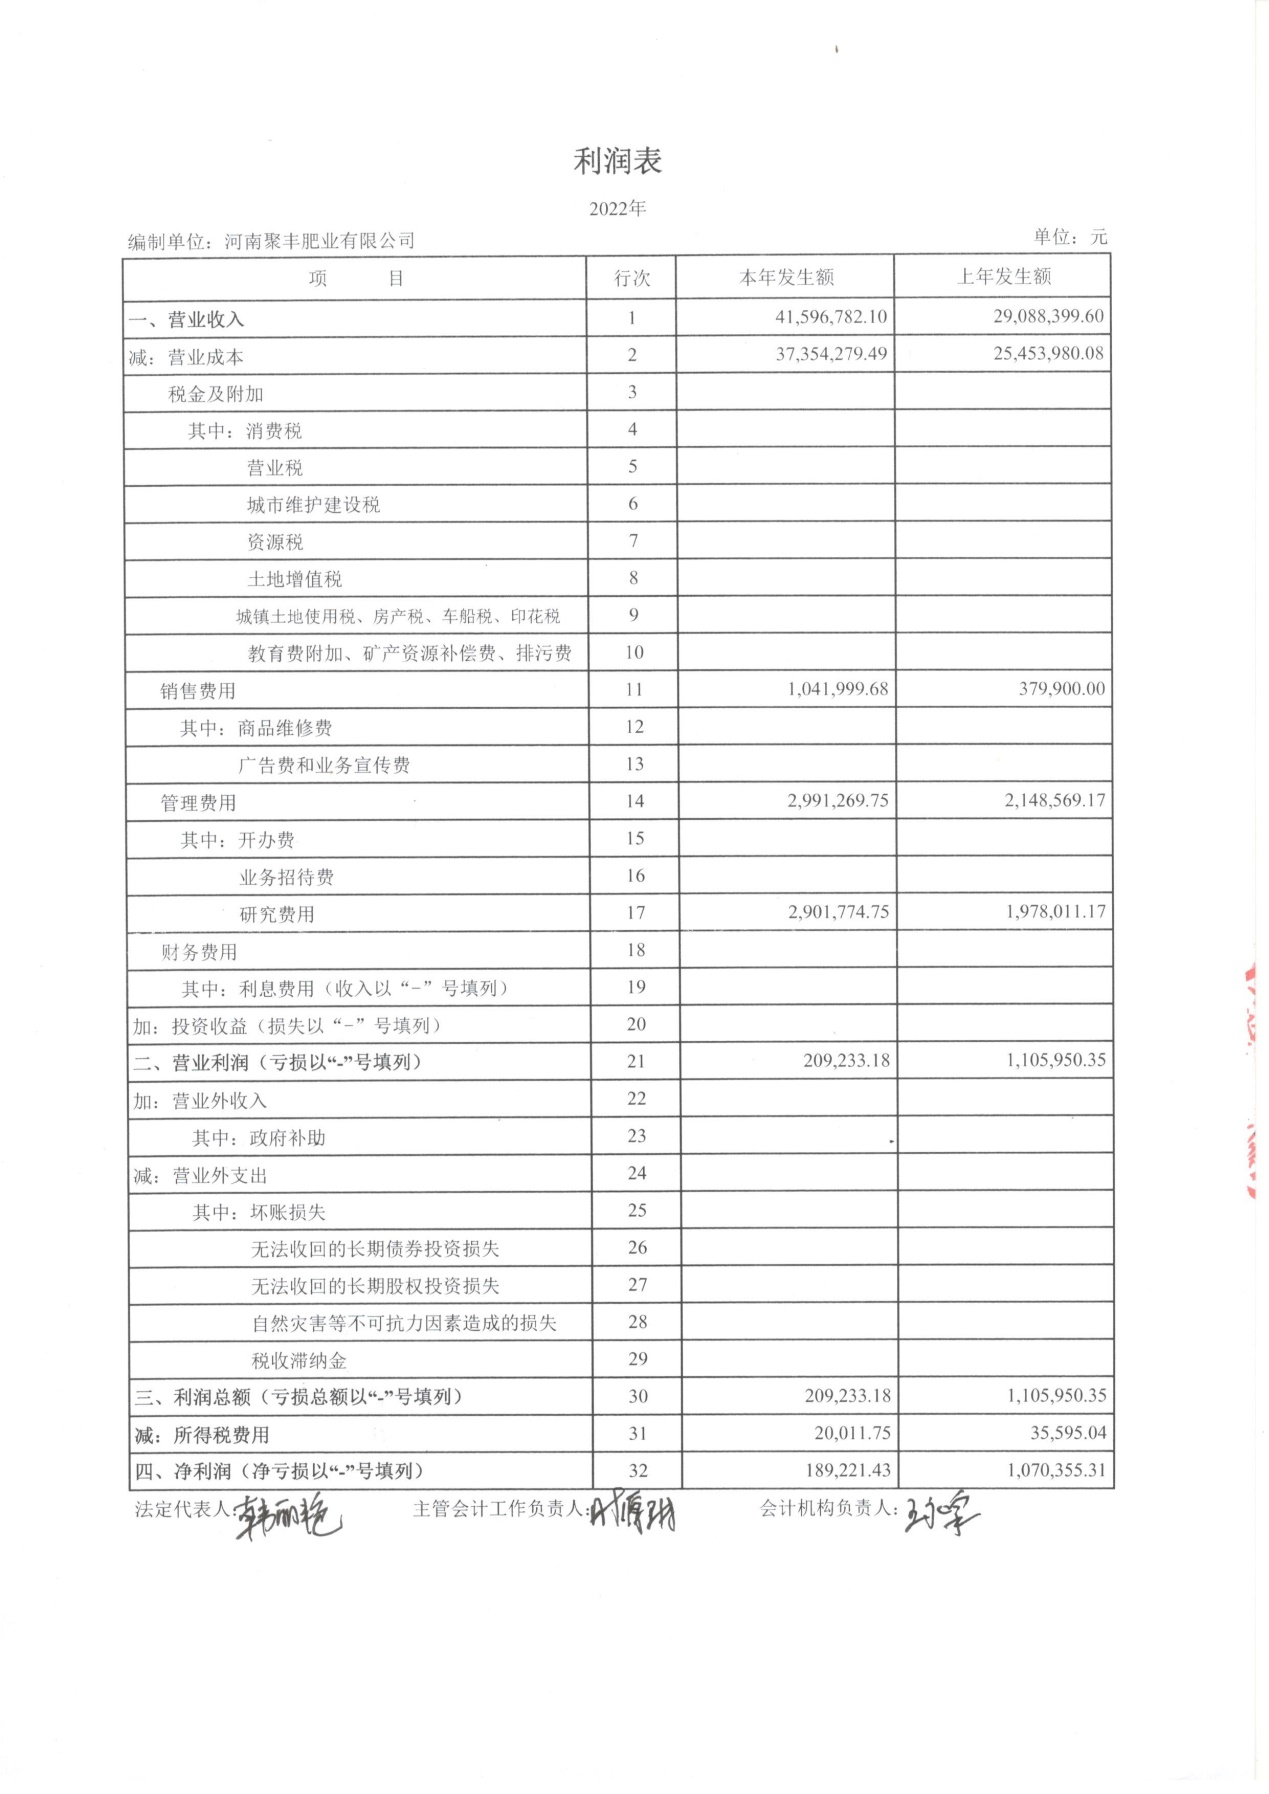 利润表
2022年
编制单位：河南聚丰肥业有限公司 单位：元
项 目 行次 本年发生额 上年发生额
一、营业收入 1 41,596,782.10 29,088,399.60
减：营业成本 2 37,354,279.49 25,453,980.08
税金及附加 3
其中：消费税 4
营业税 5
城市维护建设税 6
资源税 7
土地增值税 8
城镇土地使用税、房产税、车船税、印花税 9
教育费附加、矿产资源补偿费、排污费 10
销售费用 11 1,041,999.68 379,900.00
其中：商品维修费 12
广告费和业务宣传费 13
管理费用 14 2,991,269.75 2,148,569.17
其中：开办费 15
业务招待费 16
研究费用 17 2,901,774.75 1,978,011.17
财务费用 18
其中：利息费用（收入以“-”号填列） 19
加：投资收益（损失以“-”号填列） 20
二、营业利润（亏损以“-”号填列） 21 209,233.18 1,105,950.35
加：营业外收入 22
其中：政府补助 23
减：营业外支出 24
其中：坏账损失 25
无法收回的长期债券投资损失 26
无法收回的长期股权投资损失 27
自然灾害等不可抗力因素造成的损失 28
税收滞纳金 29
三、利润总额（亏损总额以“-”号填列） 30 209,233.18 1,105,950.35
减：所得税费用 31 20,011.75 35,595.04
四、净利润（净亏损以“-”号填列） 32 189,221.43 1,070,355.31
法定代表人：韩丽艳 主管会计工作负责人： 会计机构负责人：